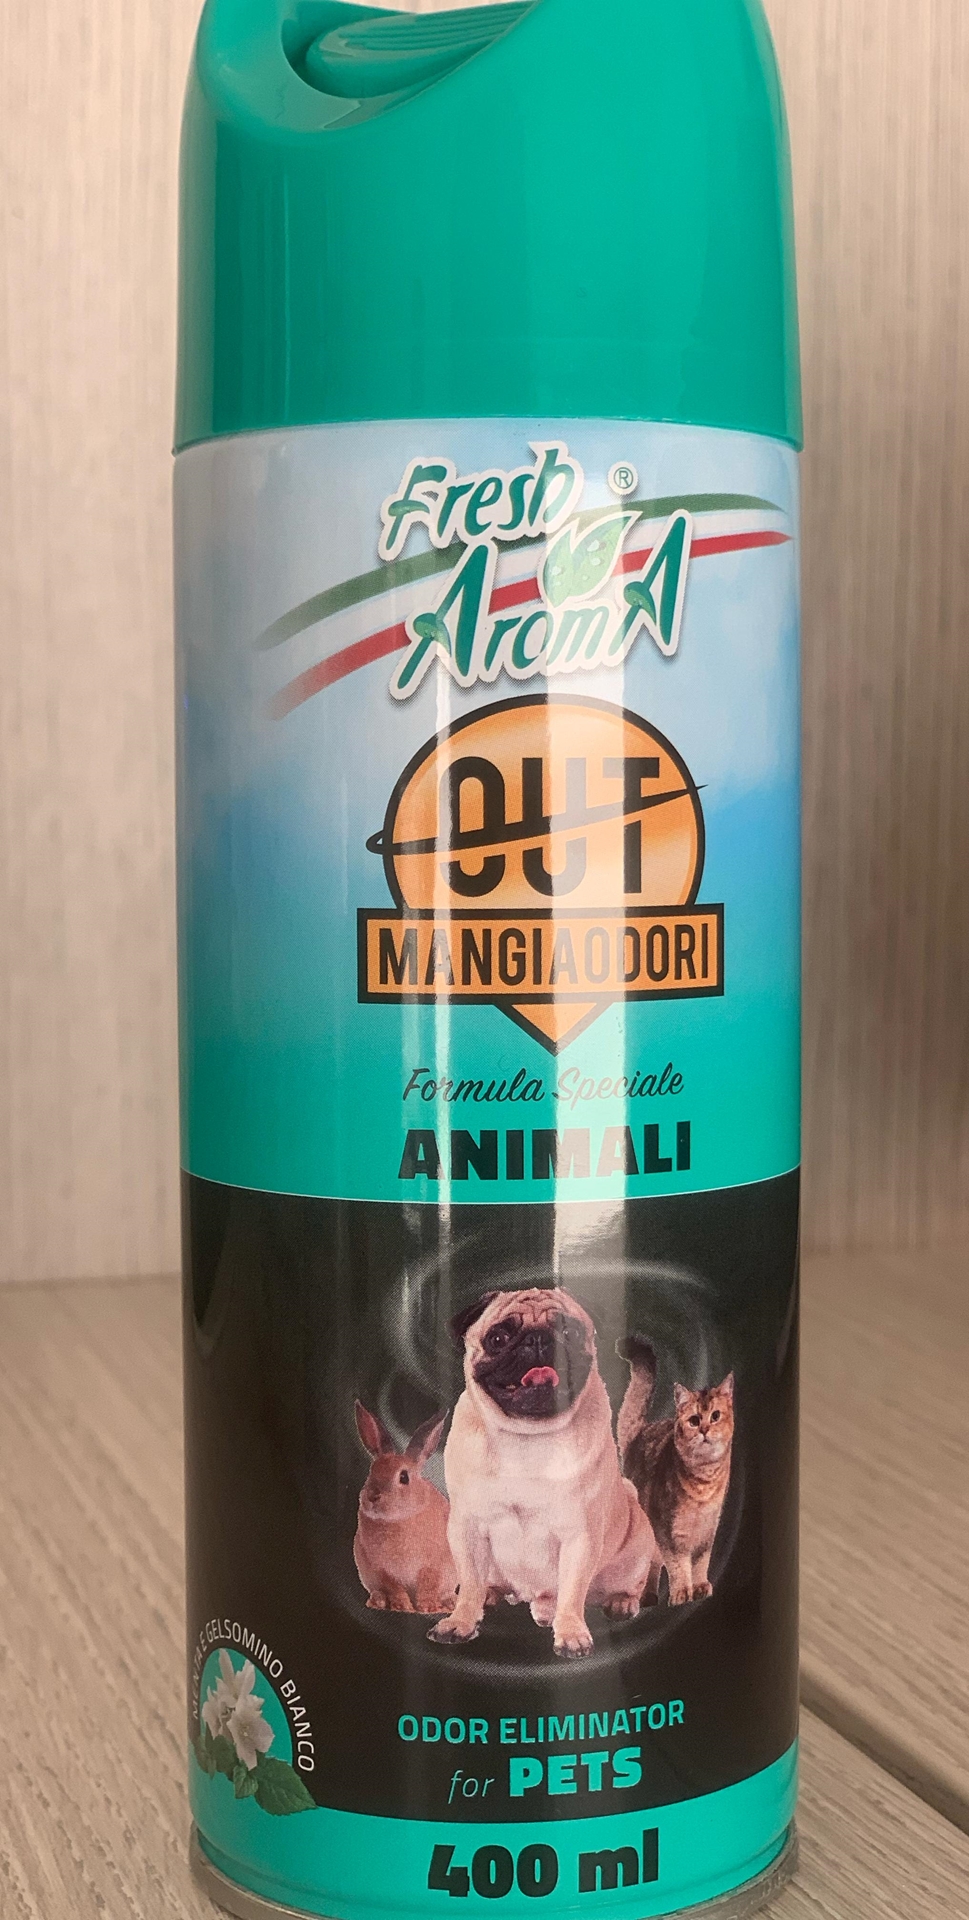 Fresh
®
AromA
OUT
MANGIAODORI
Formula Speciale
ANIMALI
MENTA E GELSOMINO BIANCO
ODOR ELIMINATOR
for PETS
400 ml